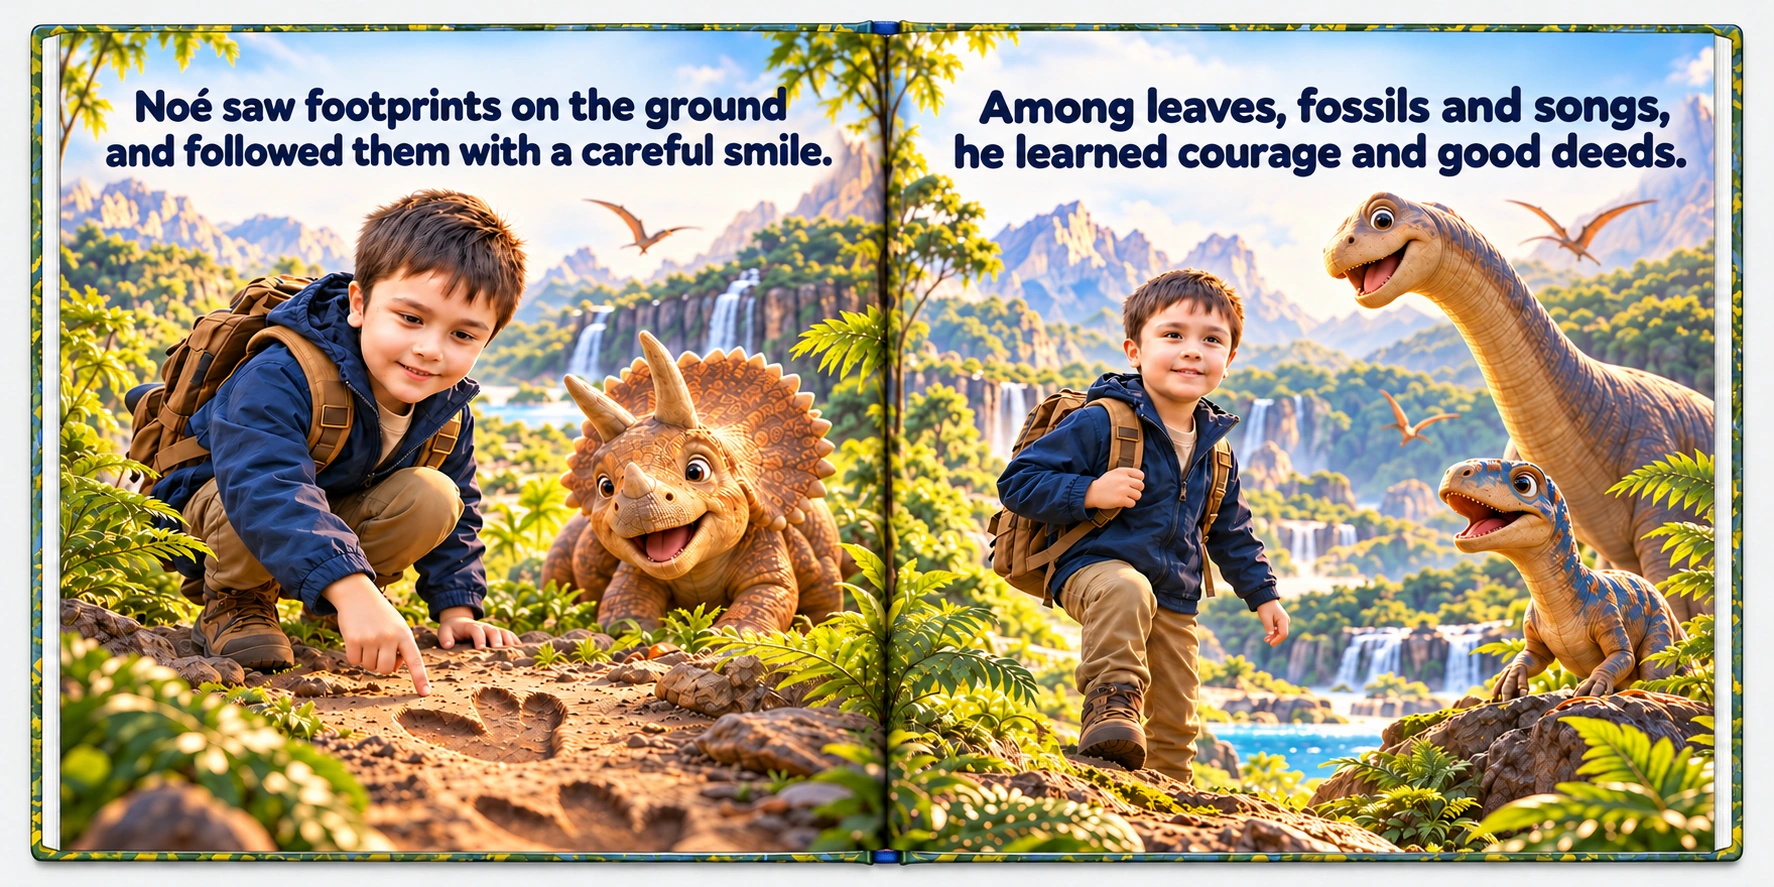 Noé saw footprints on the ground
and followed them with a careful smile.
Among leaves, fossils and songs,
he learned courage and good deeds.